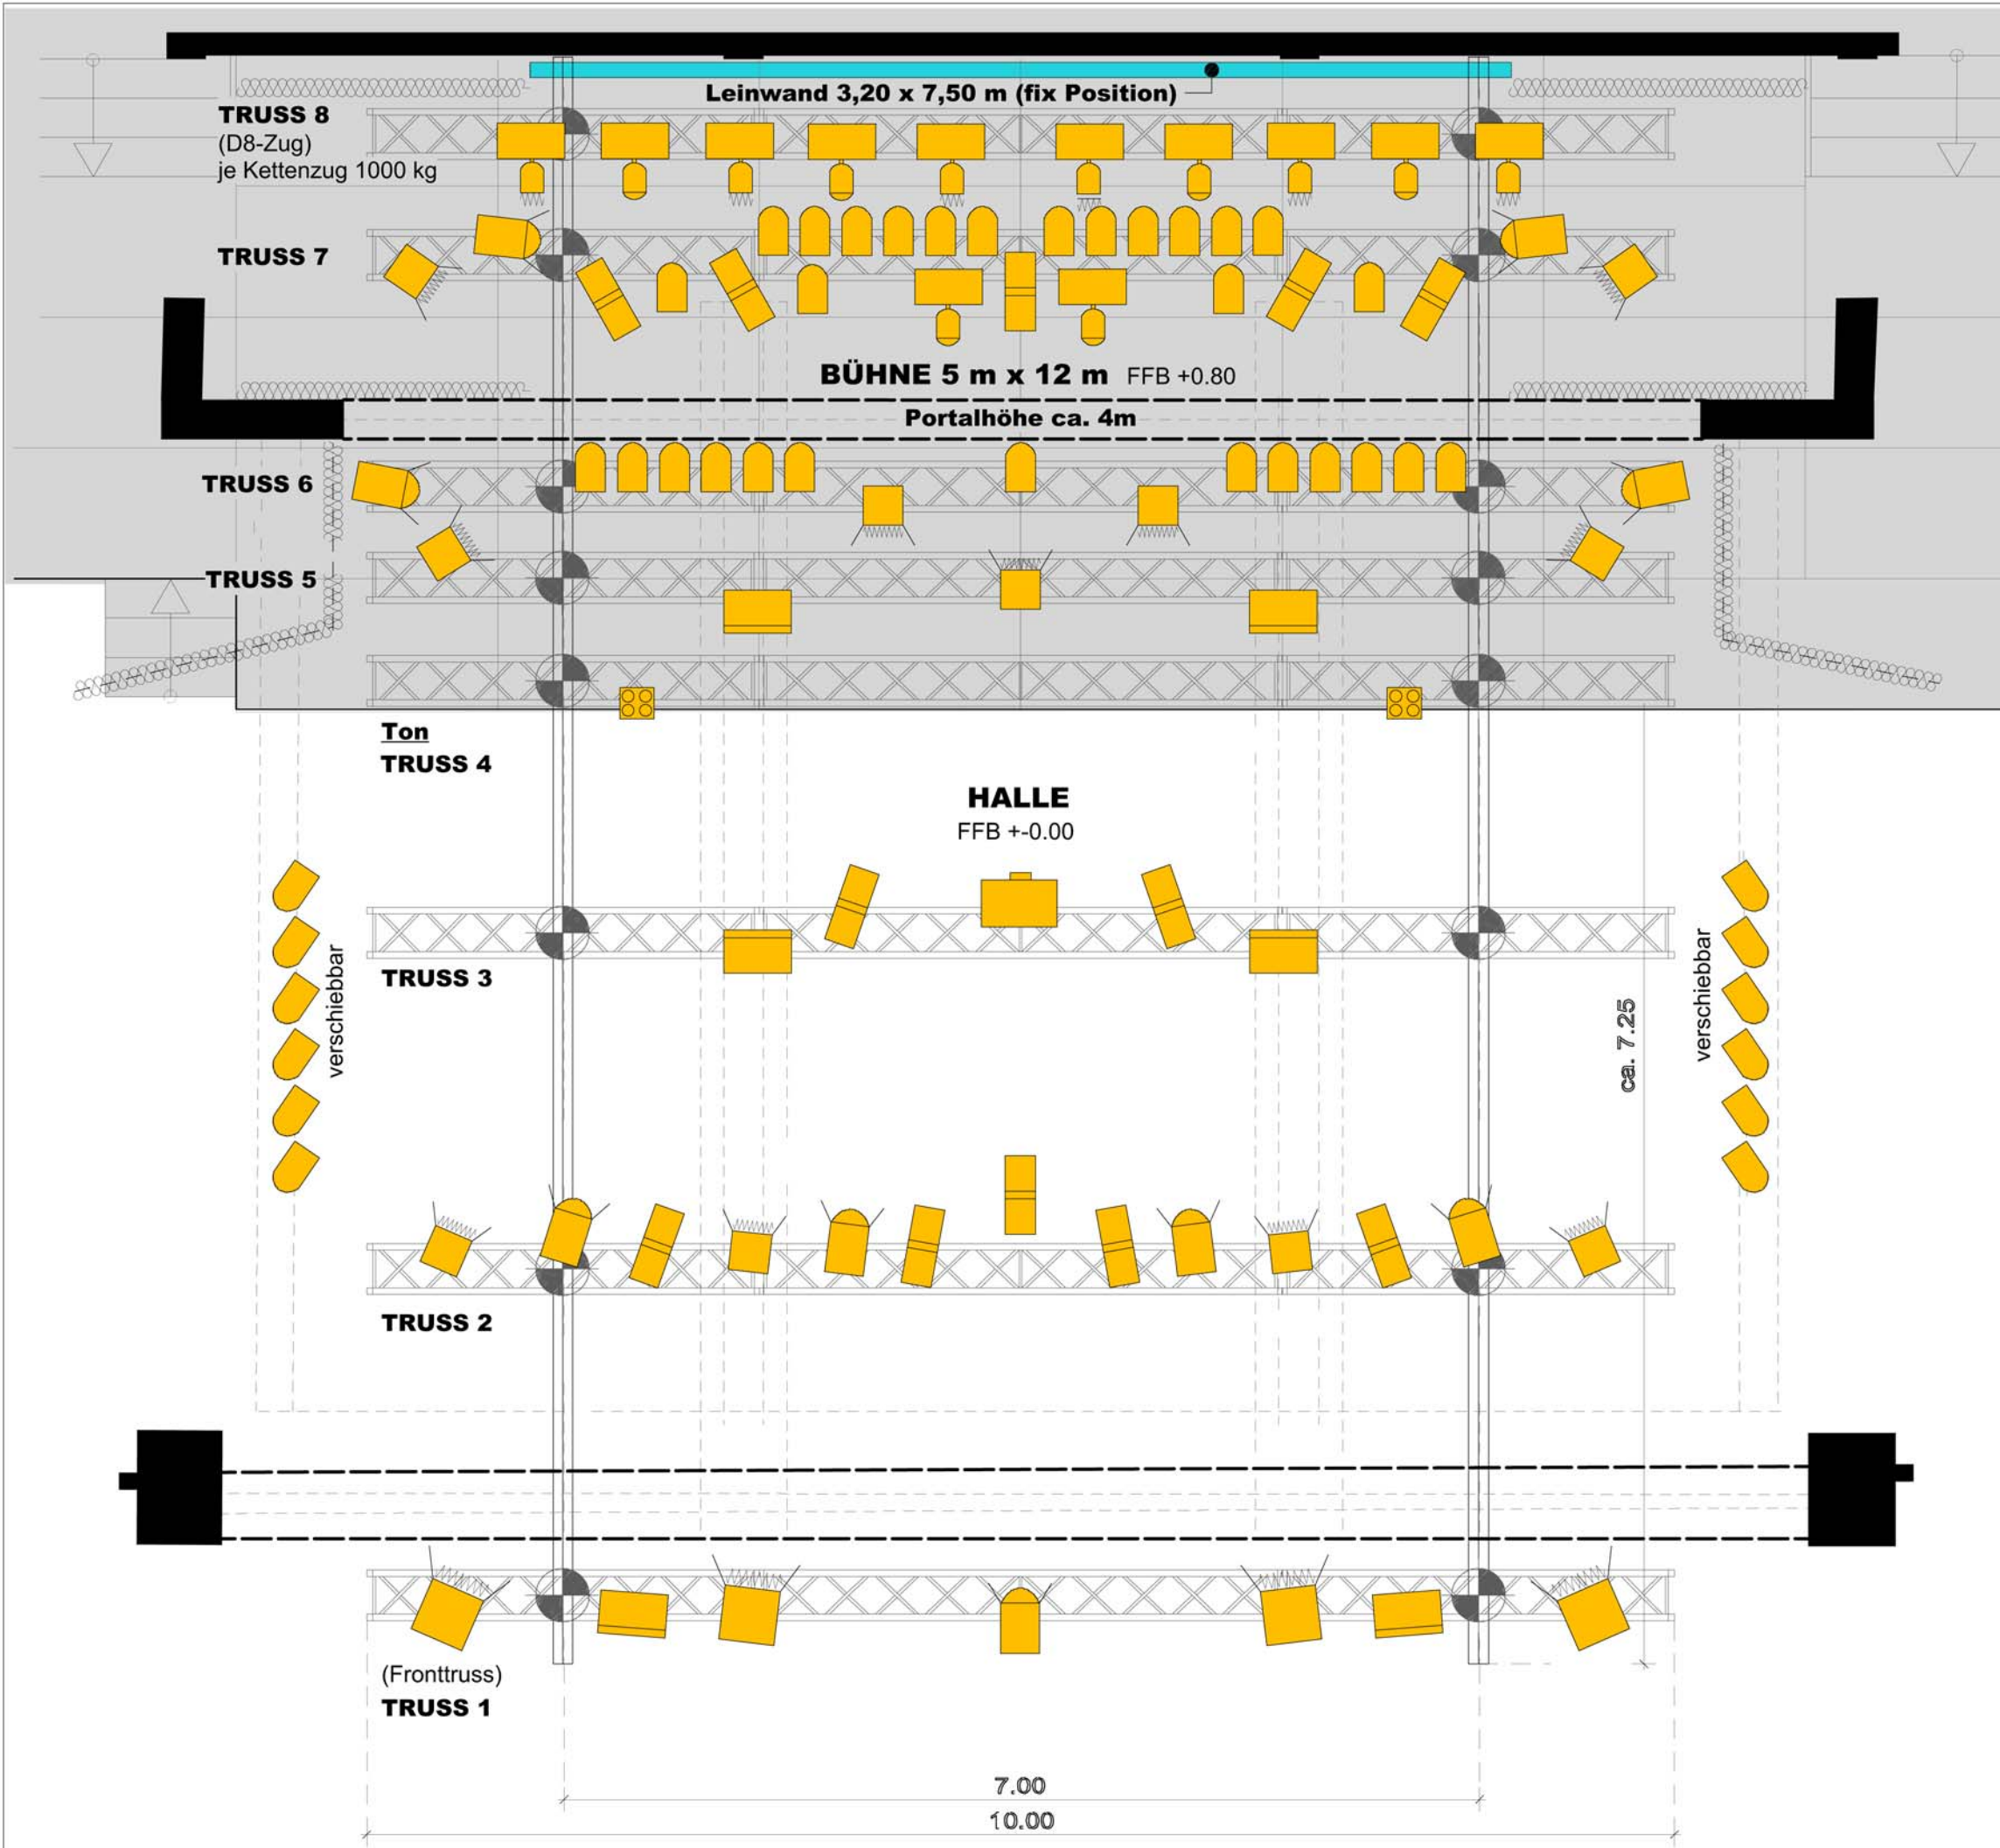 Leinwand 3,20 x 7,50 m (fix Position)
TRUSS 8
(D8-Zug)
je Kettenzug 1000 kg
TRUSS 7
BÜHNE 5 m x 12 m FFB +0.80
Portalhöhe ca. 4m
TRUSS 6
TRUSS 5
Ton
TRUSS 4
HALLE
FFB +-0.00
verschiebbar
verschiebbar
TRUSS 3
ca. 7.25
TRUSS 2
(Fronttruss)
TRUSS 1
7.00
10.00